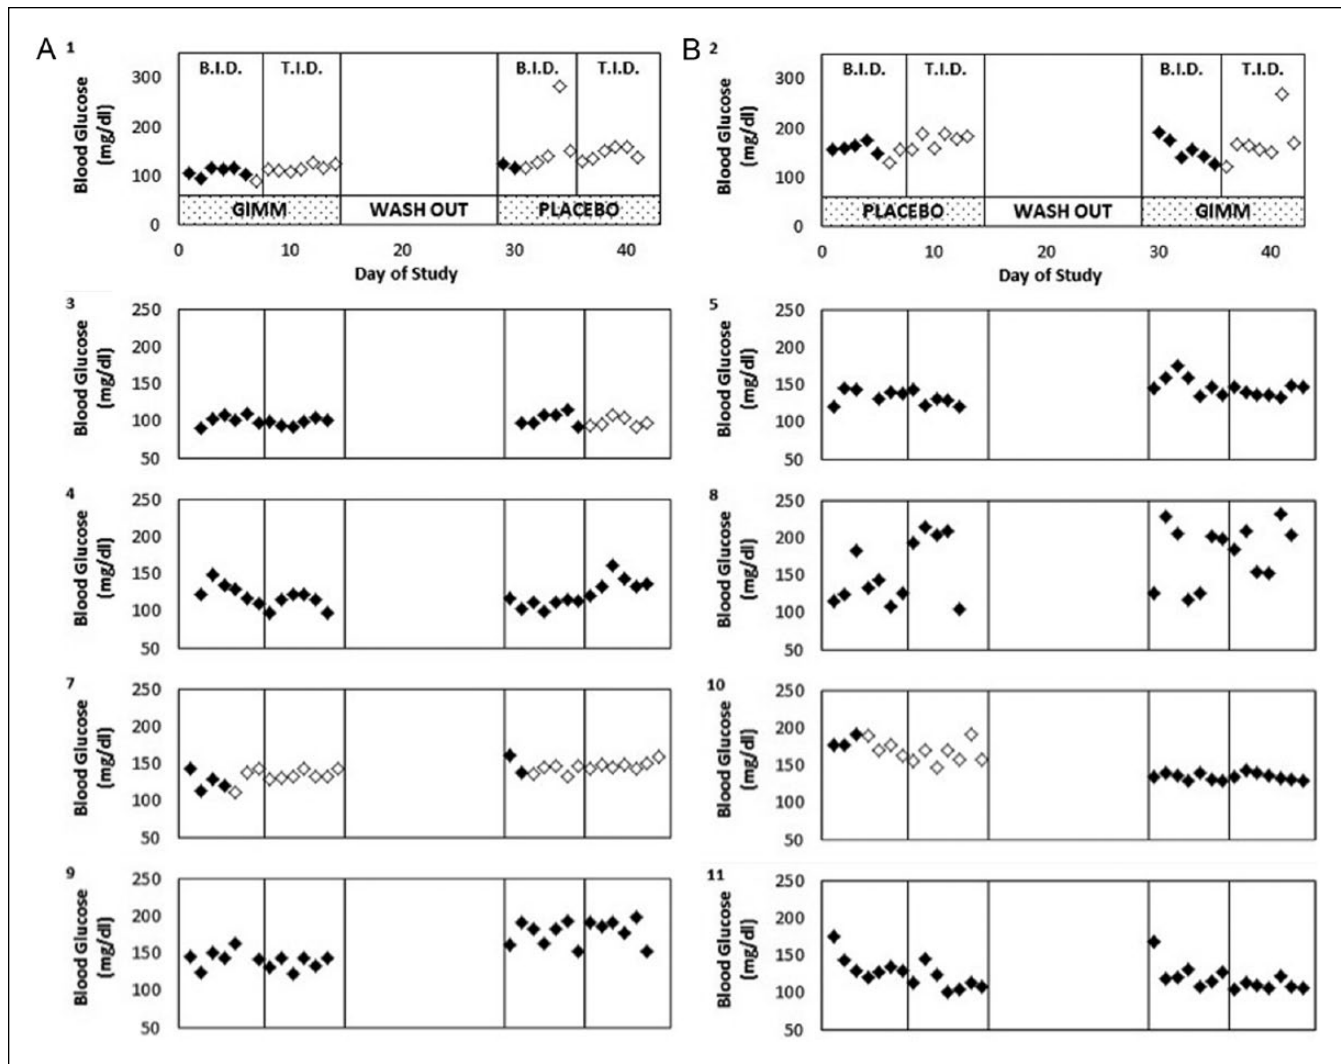 A 1
Blood Glucose
(mg/dl)
300
200
100
0
B.I.D. T.I.D. B.I.D. T.I.D.
GIMM WASH OUT PLACEBO
0 10 20 30 40
Day of Study
B 2
Blood Glucose
(mg/dl)
300
200
100
0
B.I.D. T.I.D. B.I.D. T.I.D.
PLACEBO WASH OUT GIMM
0 10 20 30 40
Day of Study
3
Blood Glucose
(mg/dl)
250
200
150
100
50
5
Blood Glucose
(mg/dl)
250
200
150
100
50
4
Blood Glucose
(mg/dl)
250
200
150
100
50
8
Blood Glucose
(mg/dl)
250
200
150
100
50
7
Blood Glucose
(mg/dl)
250
200
150
100
50
10
Blood Glucose
(mg/dl)
250
200
150
100
50
9
Blood Glucose
(mg/dl)
250
200
150
100
50
11
Blood Glucose
(mg/dl)
250
200
150
100
50